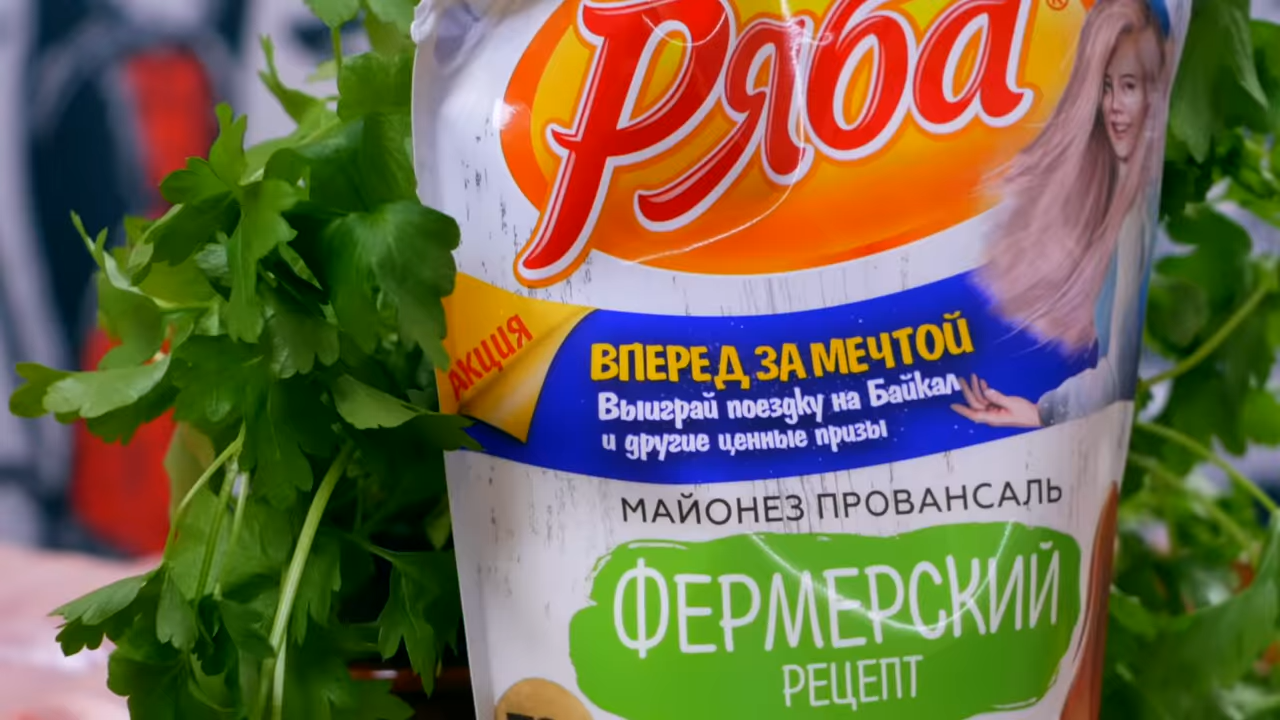 Ряба®
АКЦИЯ
ВПЕРЕД ЗА МЕЧТОЙ
Выиграй поездку на Байкал
и другие ценные призы
МАЙОНЕЗ ПРОВАНСАЛЬ
ФЕРМЕРСКИЙ
РЕЦЕПТ